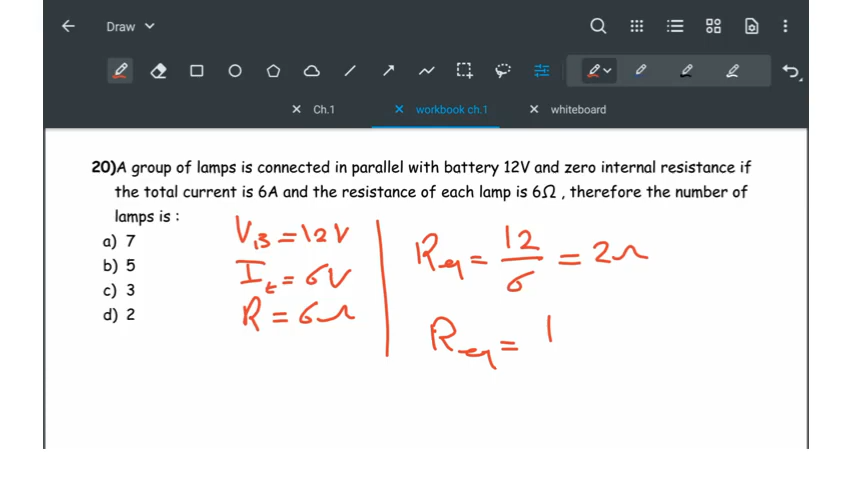 Draw
Ch.1
workbook ch.1
whiteboard
20)A group of lamps is connected in parallel with battery 12V and zero internal resistance if
the total current is 6A and the resistance of each lamp is 6Ω , therefore the number of
lamps is :
a) 7
b) 5
c) 3
d) 2
V_B = 12V
I_t = 6V
R = 6Ω
R_eq = 12/6 = 2Ω
R_eq = 1